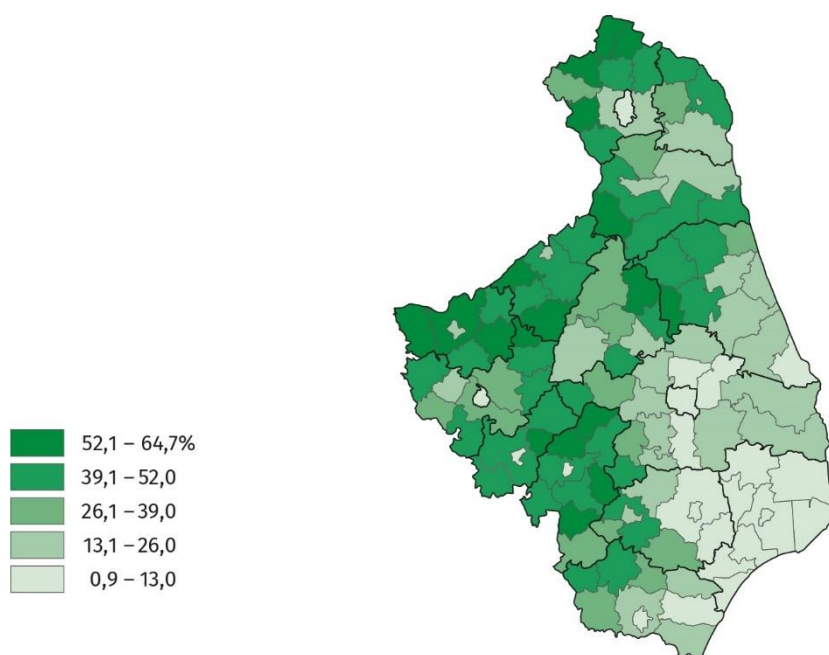 52,1 – 64,7%
39,1 – 52,0
26,1 – 39,0
13,1 – 26,0
0,9 – 13,0